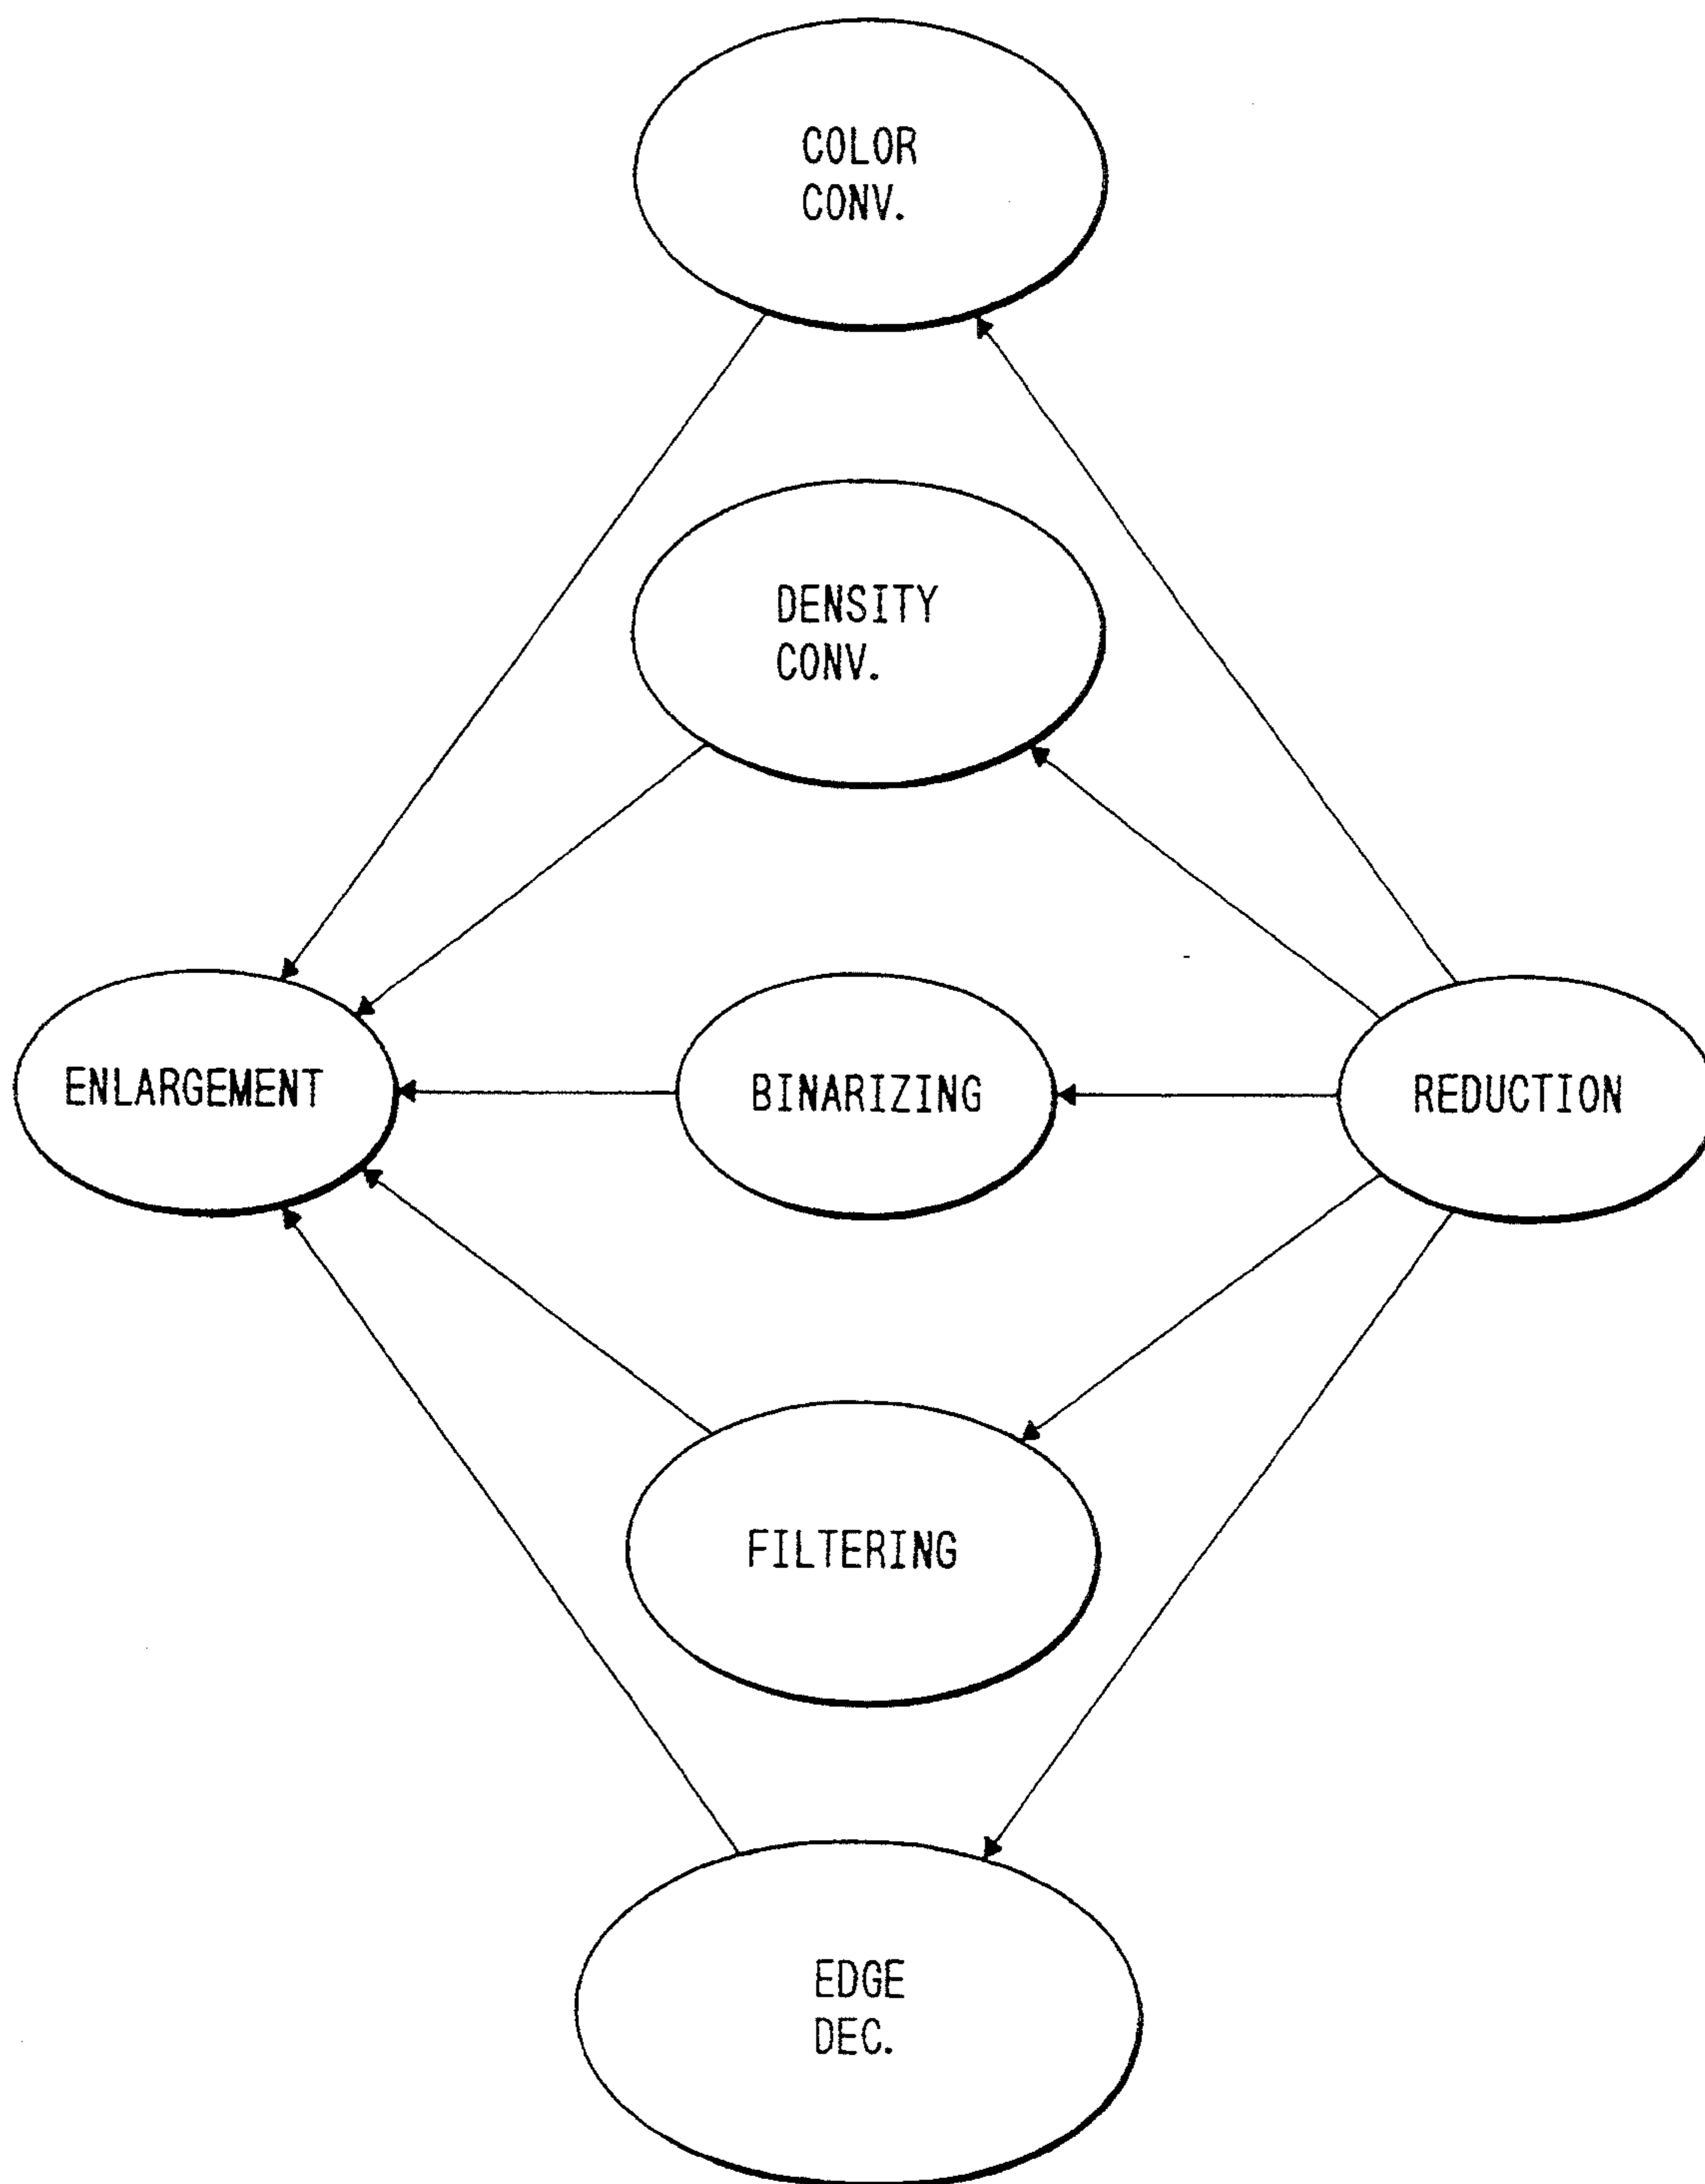 COLOR
CONV.
DENSITY
CONV.
ENLARGEMENT
BINARIZING
REDUCTION
FILTERING
EDGE
DEC.